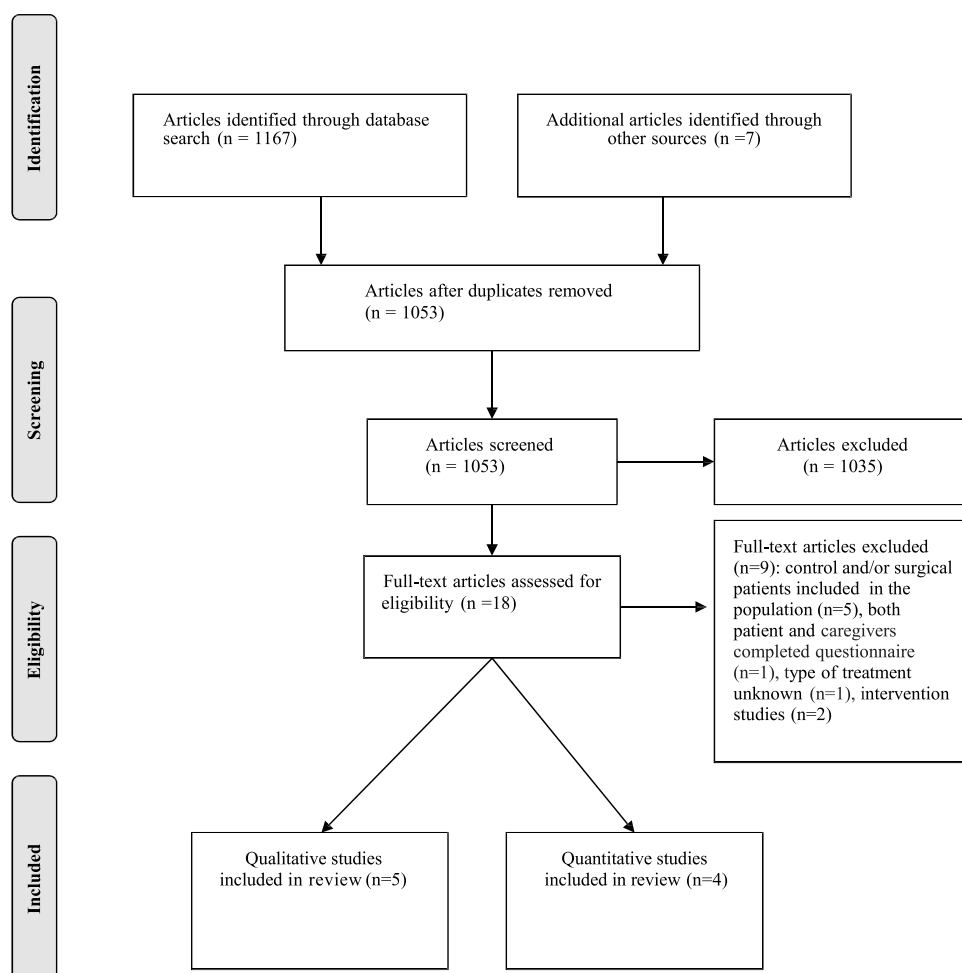 Identification
Articles identified through database
search (n = 1167)
Additional articles identified through
other sources (n =7)
Screening
Articles after duplicates removed
(n = 1053)
Articles screened
(n = 1053)
Articles excluded
(n = 1035)
Eligibility
Full-text articles assessed for
eligibility (n =18)
Full-text articles excluded
(n=9): control and/or surgical
patients included in the
population (n=5), both
patient and caregivers
completed questionnaire
(n=1), type of treatment
unknown (n=1), intervention
studies (n=2)
Included
Qualitative studies
included in review (n=5)
Quantitative studies
included in review (n=4)